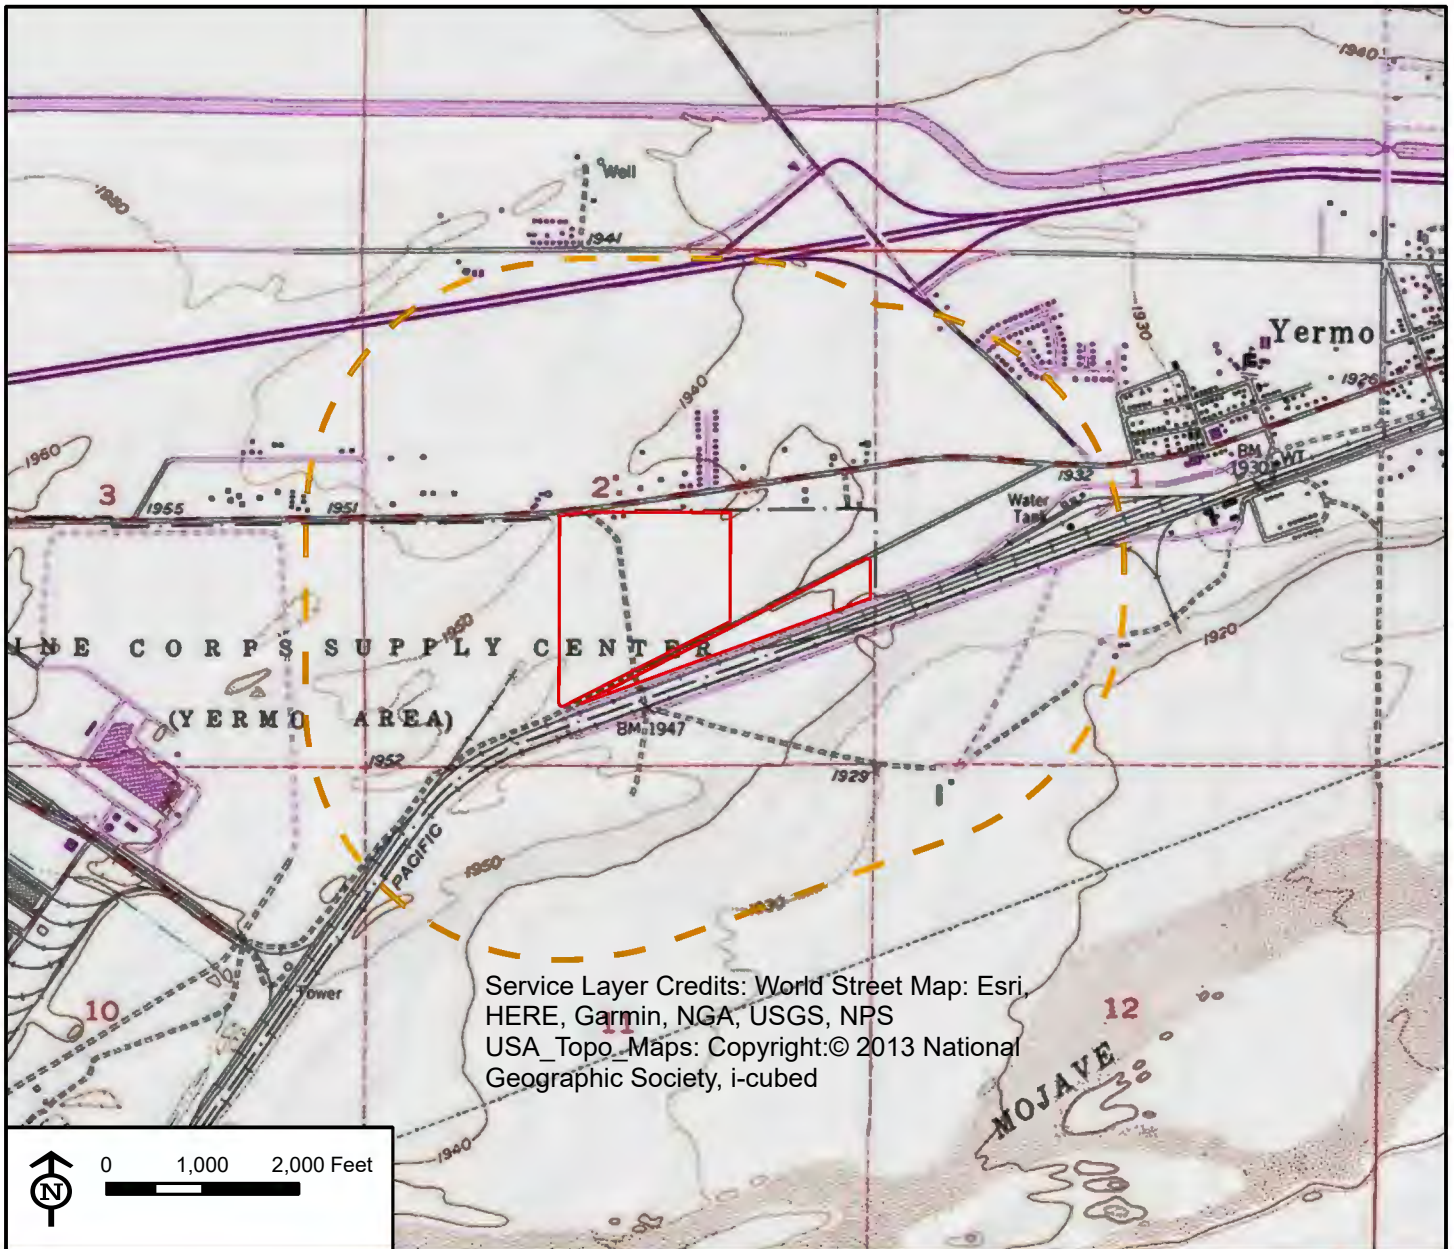 1940
Well
1950
1941
1930
Yermo
1926
1940
1960
BM
1930
WT
3
2
1932
1
1955
1951
Water
Tank
1950
INE CORPS SUPPLY CENTER
(YERMO AREA)
1920
BM 1947
1952
1929
PACIFIC
1950
1930
Tower
10
11
12
Service Layer Credits: World Street Map: Esri,
HERE, Garmin, NGA, USGS, NPS
USA_Topo_Maps: Copyright:© 2013 National
Geographic Society, i-cubed
MOJAVE
1940
0 1,000 2,000 Feet
N